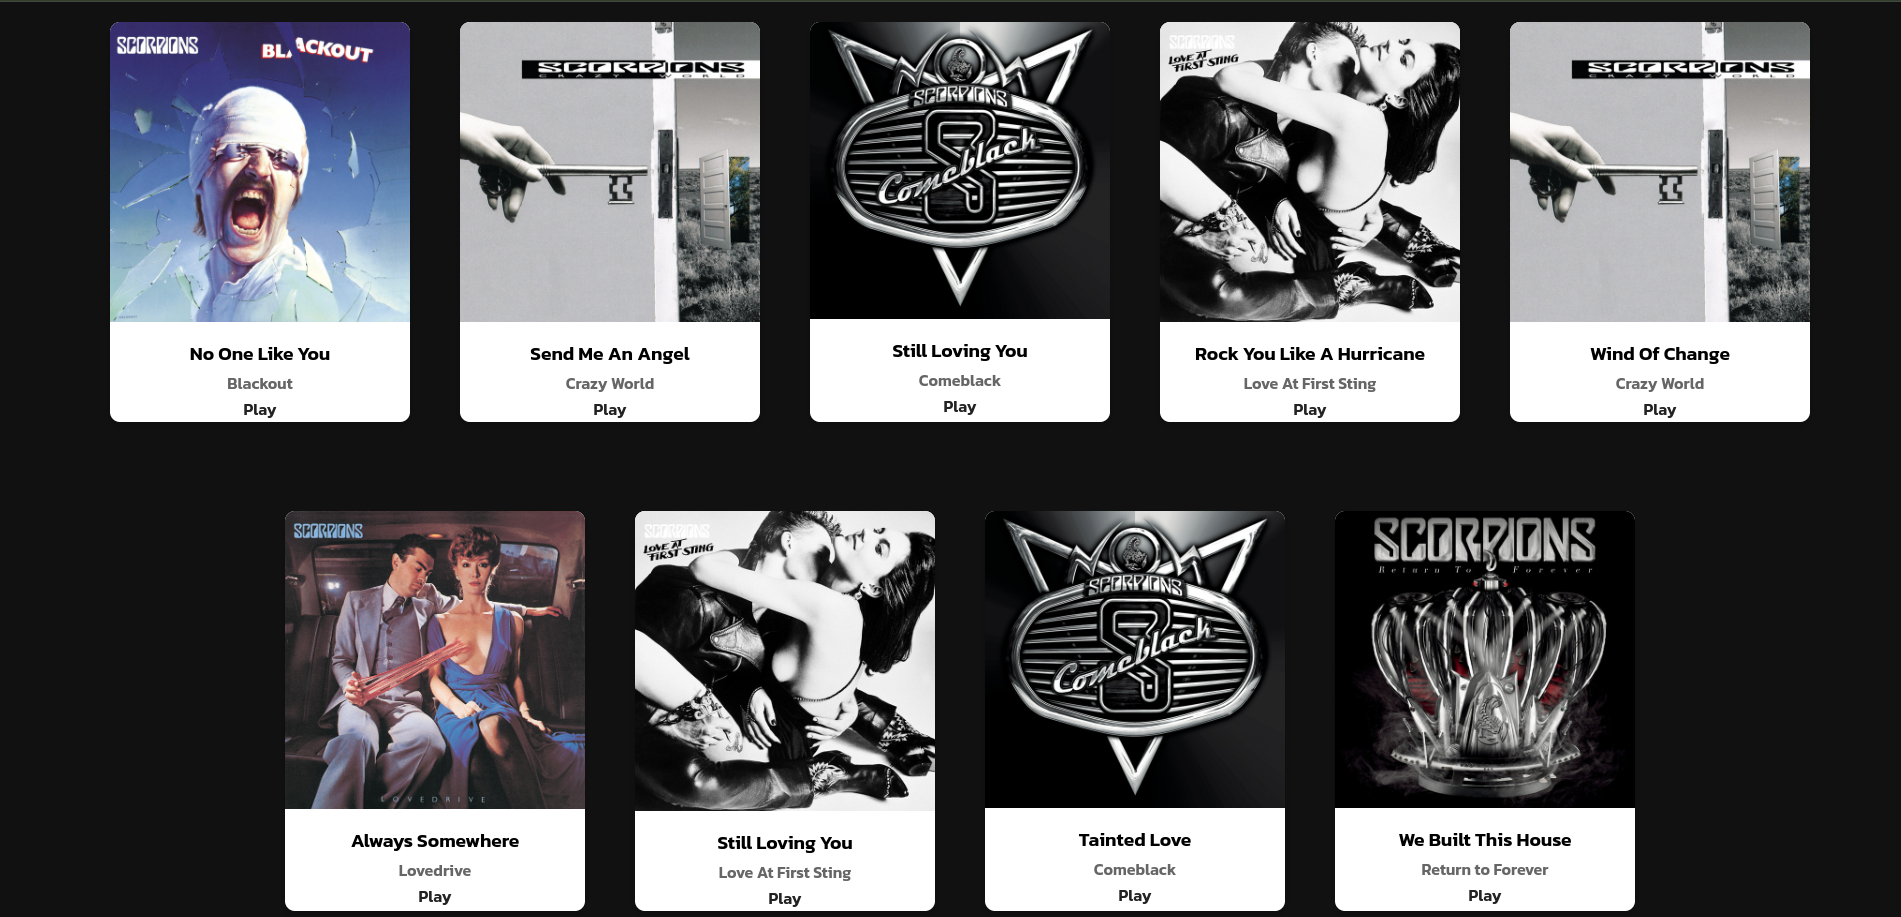 SCORPIONS
BLACKOUT
No One Like You
Blackout
Play
SCORPIONS
CRAZY WORLD
Send Me An Angel
Crazy World
Play
SCORPIONS
Comeblack
Still Loving You
Comeblack
Play
SCORPIONS
LOVE AT
FIRST STING
Rock You Like A Hurricane
Love At First Sting
Play
SCORPIONS
CRAZY WORLD
Wind Of Change
Crazy World
Play
SCORPIONS
LOVEDRIVE
Always Somewhere
Lovedrive
Play
SCORPIONS
LOVE AT
FIRST STING
Still Loving You
Love At First Sting
Play
SCORPIONS
Comeblack
Tainted Love
Comeblack
Play
SCORPIONS
Return To Forever
We Built This House
Return to Forever
Play